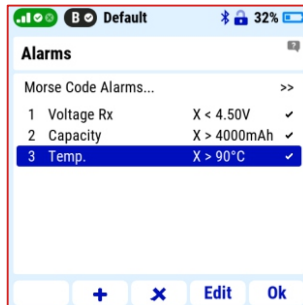 B Default 32%
Alarms
Morse Code Alarms... >>
1 Voltage Rx X < 4.50V ✔
2 Capacity X > 4000mAh ✔
3 Temp. X > 90°C ✔
+ × Edit Ok